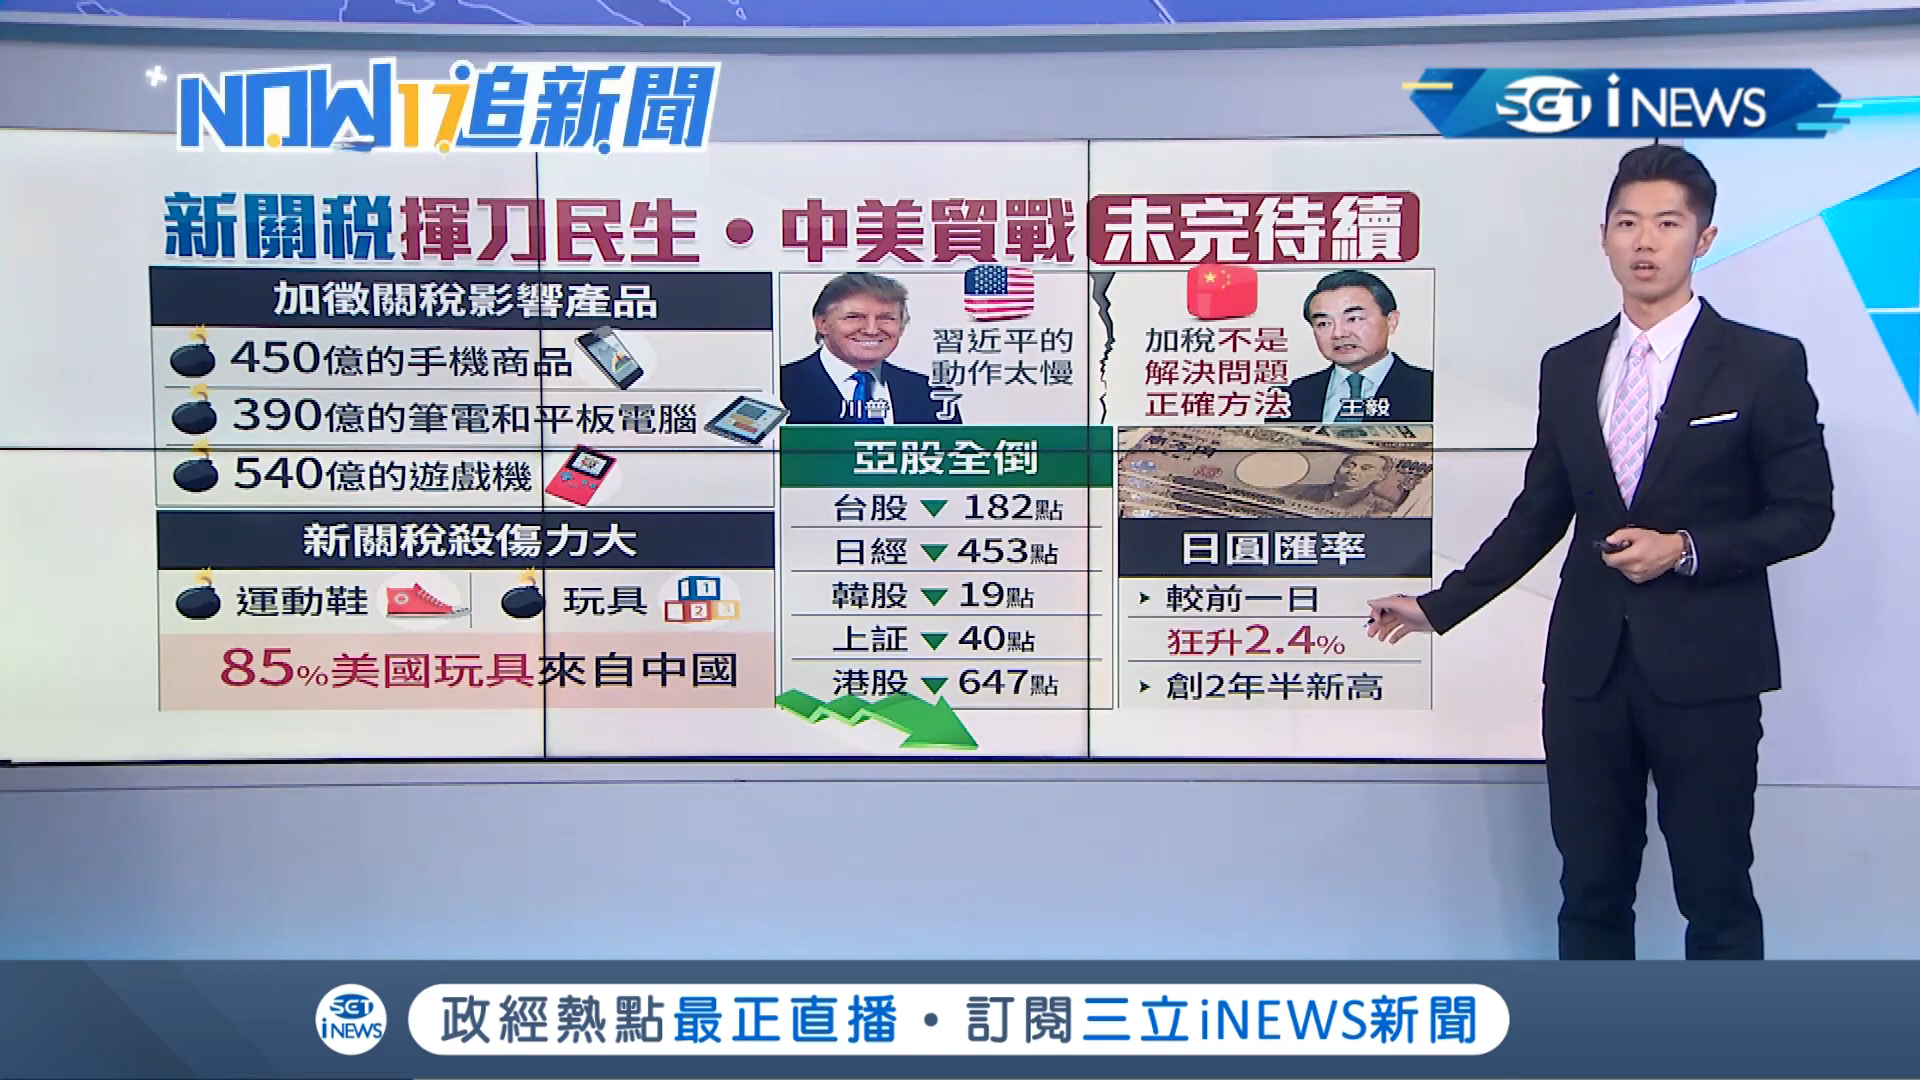 NOW17追新聞
SET iNEWS
新關稅揮刀民生・中美貿戰 未完待續
加徵關稅影響產品
450億的手機商品
390億的筆電和平板電腦
540億的遊戲機
新關稅殺傷力大
運動鞋
玩具
1
2 3
85%美國玩具來自中國
習近平的
動作太慢
了
川普
加稅不是
解決問題
正確方法
王毅
亞股全倒
台股 ▼ 182點
日經 ▼ 453點
韓股 ▼ 19點
上証 ▼ 40點
港股 ▼ 647點
10000
日圓匯率
較前一日
狂升2.4%
創2年半新高
SET iNEWS
政經熱點最正直播・訂閱三立iNEWS新聞